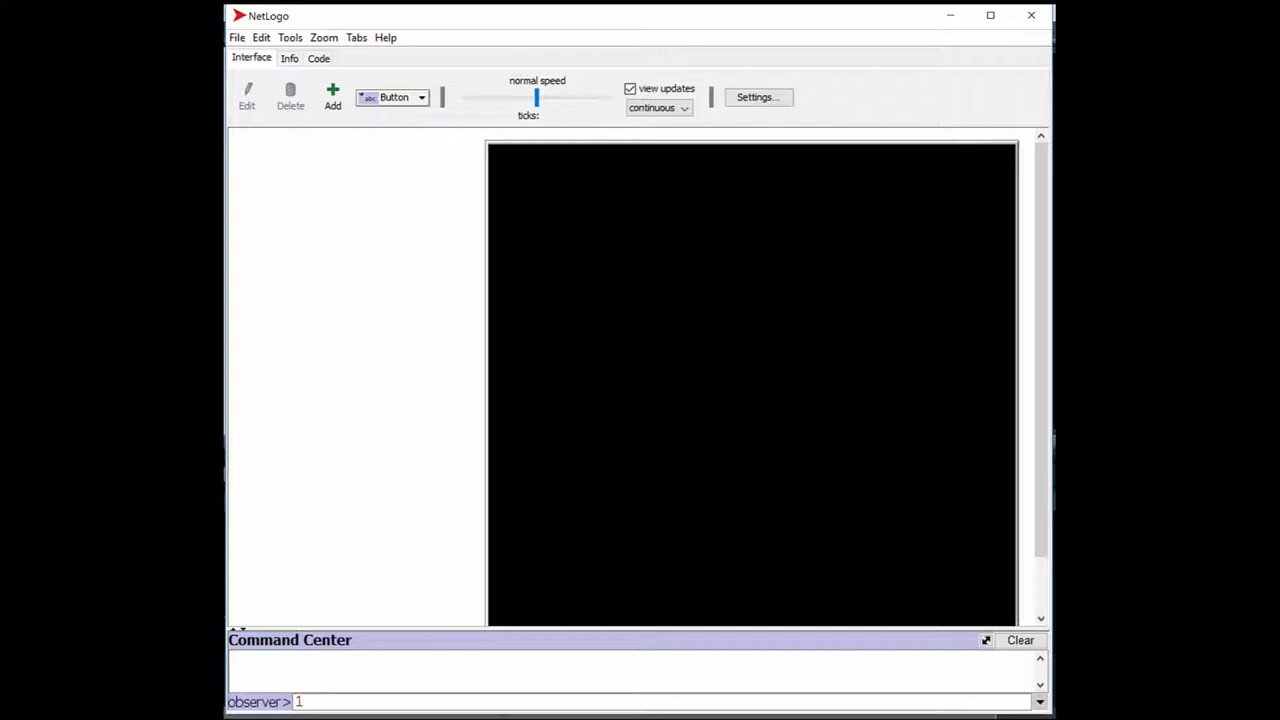 NetLogo
File Edit Tools Zoom Tabs Help
Interface Info Code
normal speed
view updates
Edit Delete Add abc Button continuous Settings...
ticks:
Command Center Clear
observer> 1